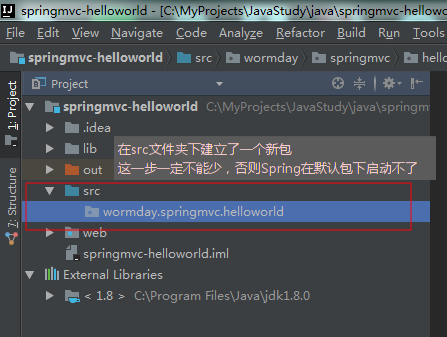 springmvc-helloworld - [C:\MyProjects\JavaStudy\java\springmvc-hellow
File Edit View Navigate Code Analyze Refactor Build Run Tools
springmvc-helloworld src wormday springmvc hello
Project
springmvc-helloworld C:\MyProjects\JavaStudy\java\springm
.idea
lib
在src文件夹下建立了一个新包
out
这一步一定不能少，否则Spring在默认包下启动不了
src
wormday.springmvc.helloworld
web
springmvc-helloworld.iml
External Libraries
< 1.8 > C:\Program Files\Java\jdk1.8.0
1: Project
7: Structure